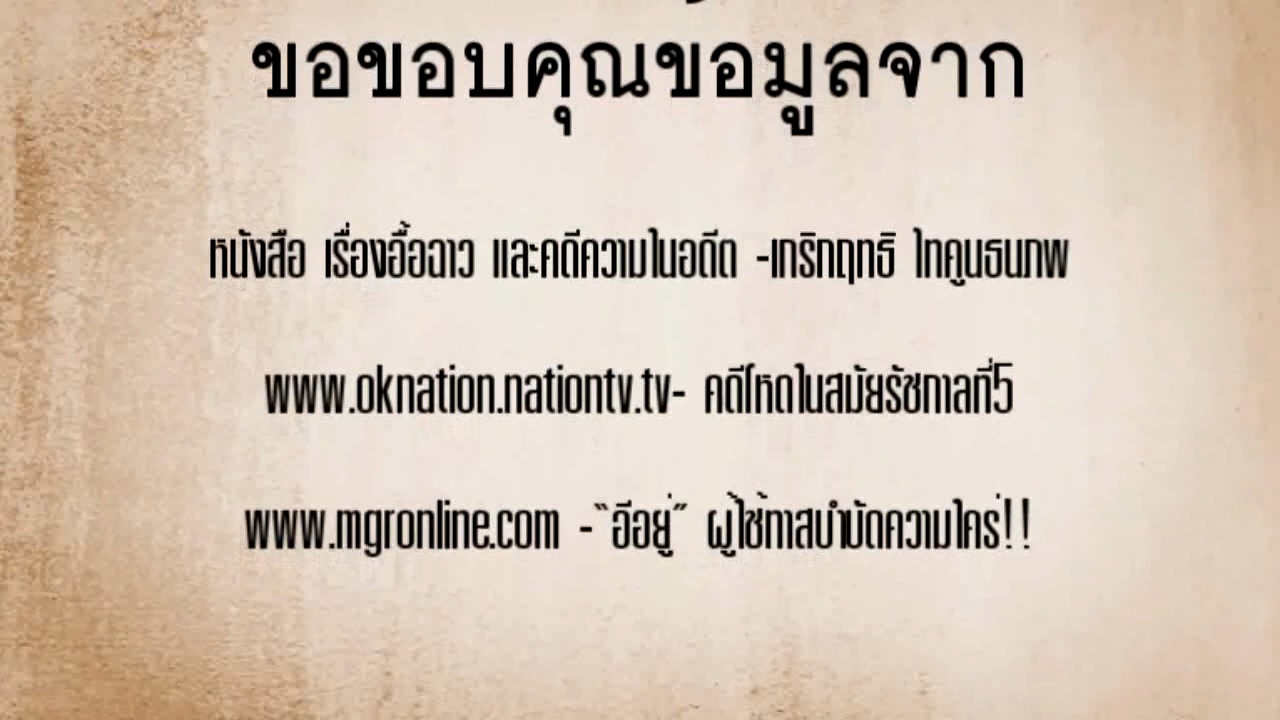 ขอขอบคุณข้อมูลจาก
หนังสือ เรื่องอื้อฉาว และคดีความในอดีต -เกริกฤทธิ ไทคูนธนภพ
www.oknation.nationtv.tv- คดีโหดในสมัยรัชกาลที่5
www.mgronline.com -“อีอยู่” ผู้ใช้ทาสบำบัดความใคร่!!